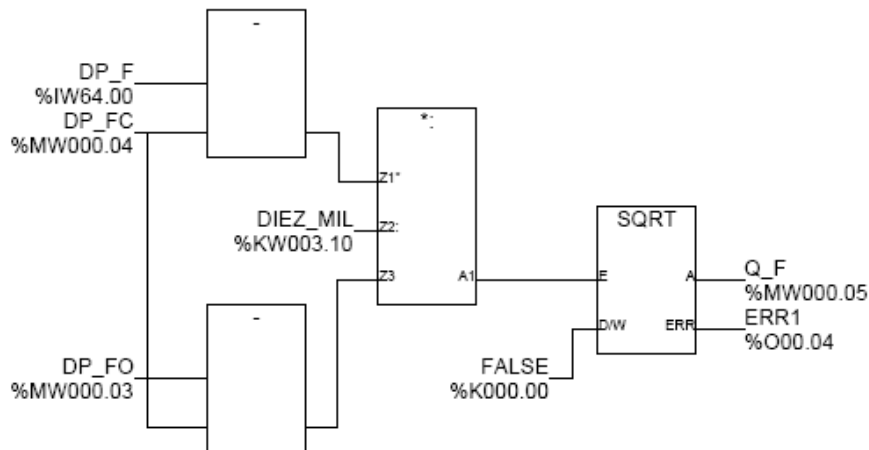 -
DP_F
%IW64.00
DP_FC
%MW000.04
*:
Z1*
DIEZ_MIL
%KW003.10
Z2:
Z3
A1
SQRT
E
A
Q_F
%MW000.05
D/W
ERR
ERR1
%O00.04
FALSE
%K000.00
-
DP_FO
%MW000.03